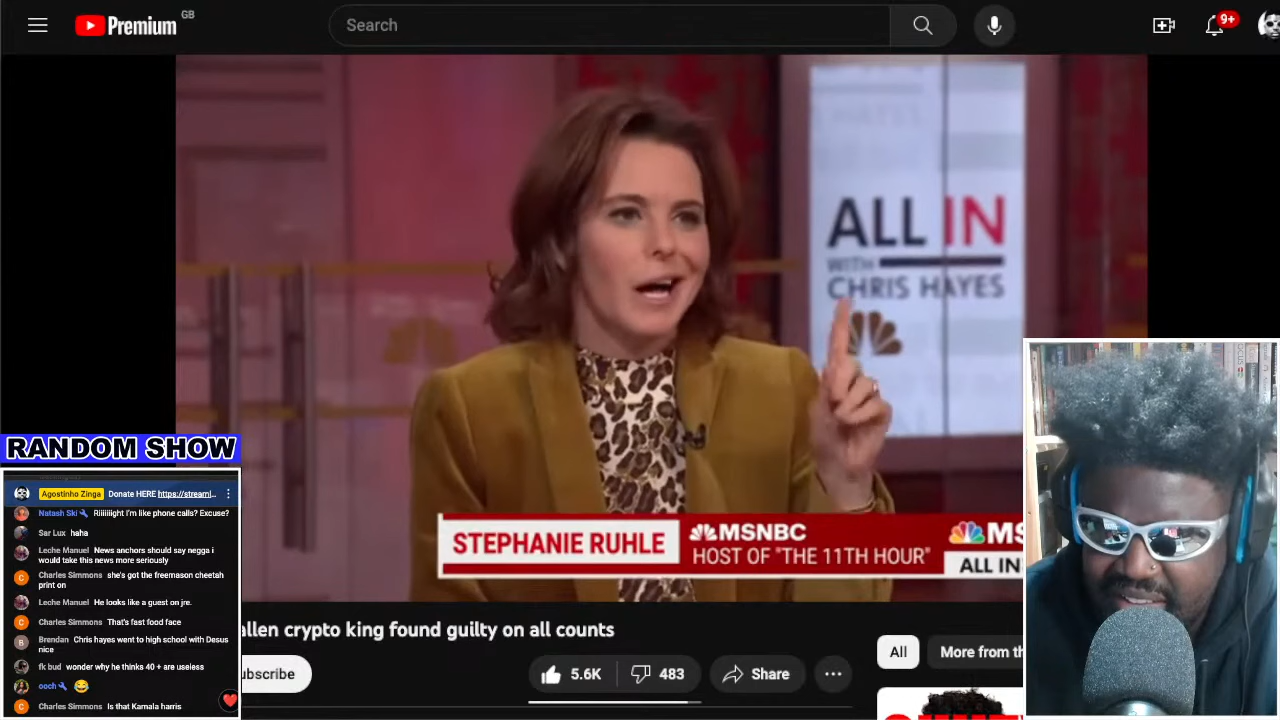 Premium GB
Search
9+
ALL IN
WITH
CHRIS HAYES
STEPHANIE RUHLE
MSNBC
HOST OF "THE 11TH HOUR"
MS
ALL IN
RANDOM SHOW
Agostinho Zinga Donate HERE https://streaml...
Natash Ski Riiiiiiight I'm like phone calls? Excuse?
Sar Lux haha
Leche Manuel News anchors should say negga i
would take this news more seriously
Charles Simmons she's got the freemason cheetah
print on
Leche Manuel He looks like a guest on jre.
Charles Simmons That's fast food face
Brendan Chris hayes went to high school with Desus
nice
fk bud wonder why he thinks 40 + are useless
ooch 😂
Charles Simmons Is that Kamala harris
allen crypto king found guilty on all counts
ubscribe
5.6K
483
Share
All
More from th